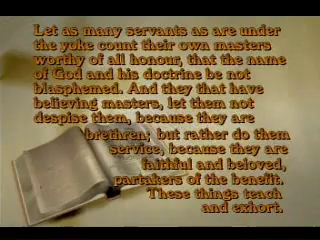 Let as many servants as are under
the yoke count their own masters
worthy of all honour, that the name
of God and his doctrine be not
blasphemed. And they that have
believing masters, let them not
despise them, because they are
brethren; but rather do them
service, because they are
faithful and beloved,
partakers of the benefit.
These things teach
and exhort.